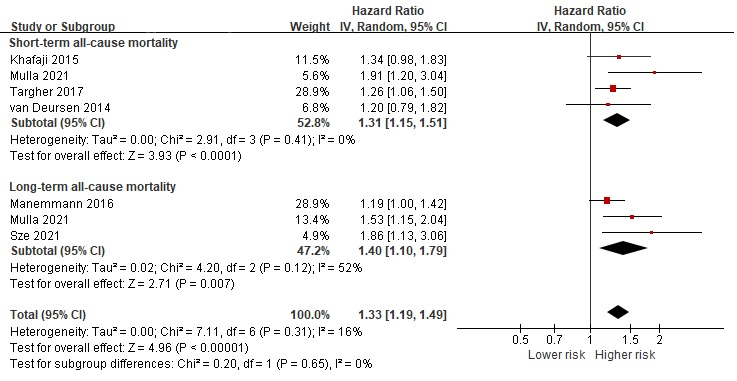 Hazard Ratio Hazard Ratio
Study or Subgroup Weight IV, Random, 95% CI IV, Random, 95% CI
Short-term all-cause mortality
Khafaji 2015 11.5% 1.34 [0.98, 1.83]
Mulla 2021 5.6% 1.91 [1.20, 3.04]
Targher 2017 28.9% 1.26 [1.06, 1.50]
van Deursen 2014 6.8% 1.20 [0.79, 1.82]
Subtotal (95% CI) 52.8% 1.31 [1.15, 1.51]
Heterogeneity: Tau² = 0.00; Chi² = 2.91, df = 3 (P = 0.41); I² = 0%
Test for overall effect: Z = 3.93 (P < 0.0001)
Long-term all-cause mortality
Manemmann 2016 28.9% 1.19 [1.00, 1.42]
Mulla 2021 13.4% 1.53 [1.15, 2.04]
Sze 2021 4.9% 1.86 [1.13, 3.06]
Subtotal (95% CI) 47.2% 1.40 [1.10, 1.79]
Heterogeneity: Tau² = 0.02; Chi² = 4.20, df = 2 (P = 0.12); I² = 52%
Test for overall effect: Z = 2.71 (P = 0.007)
Total (95% CI) 100.0% 1.33 [1.19, 1.49]
Heterogeneity: Tau² = 0.00; Chi² = 7.11, df = 6 (P = 0.31); I² = 16%
Test for overall effect: Z = 4.96 (P < 0.00001)
Test for subgroup differences: Chi² = 0.20, df = 1 (P = 0.65), I² = 0%
0.5 0.7 1 1.5 2
Lower risk Higher risk